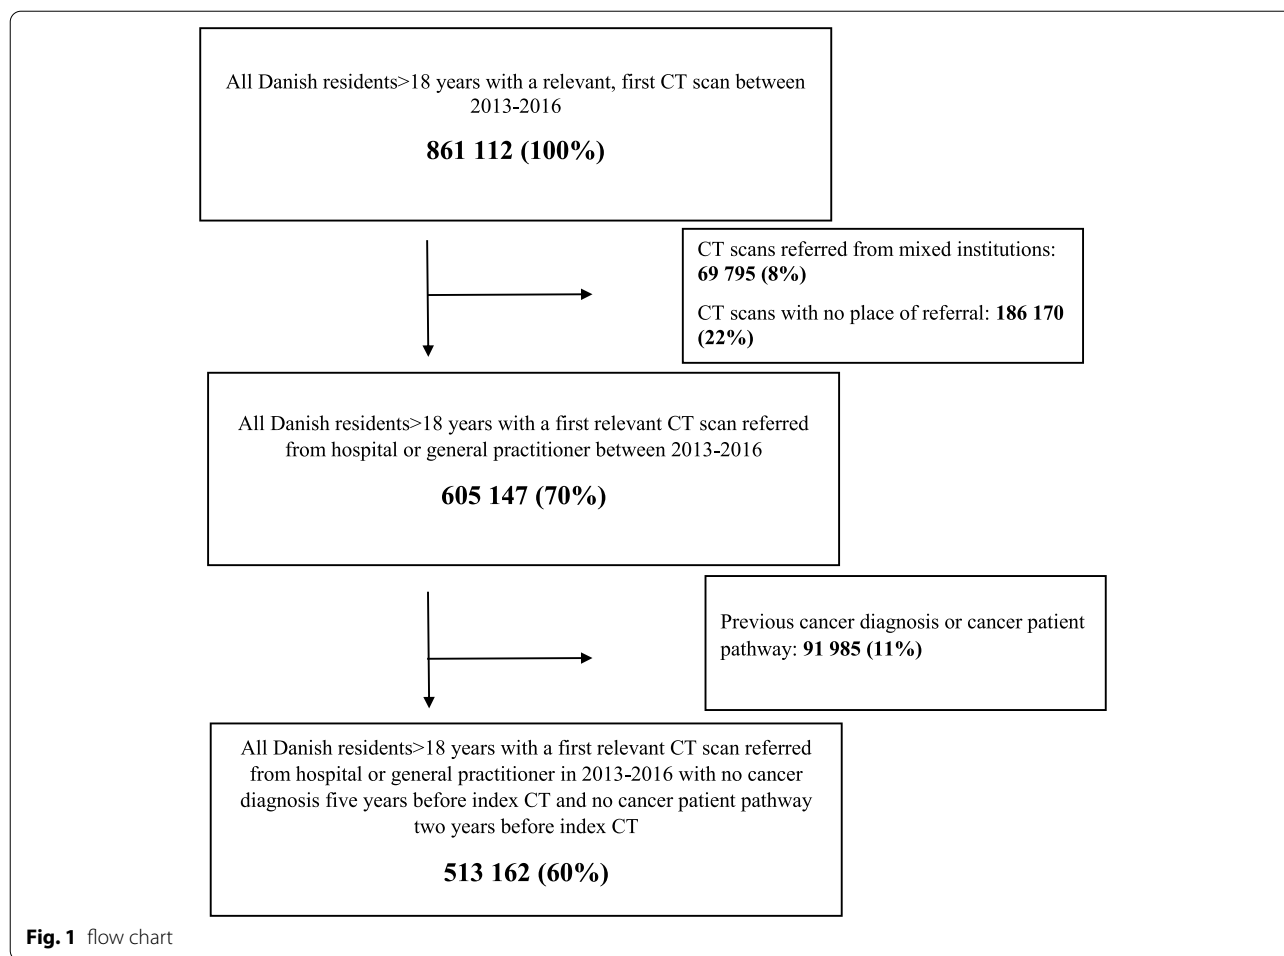 All Danish residents>18 years with a relevant, first CT scan between
2013-2016
861 112 (100%)
CT scans referred from mixed institutions:
69 795 (8%)
CT scans with no place of referral: 186 170
(22%)
All Danish residents>18 years with a first relevant CT scan referred
from hospital or general practitioner between 2013-2016
605 147 (70%)
Previous cancer diagnosis or cancer patient
pathway: 91 985 (11%)
All Danish residents>18 years with a first relevant CT scan referred
from hospital or general practitioner in 2013-2016 with no cancer
diagnosis five years before index CT and no cancer patient pathway
two years before index CT
513 162 (60%)
Fig. 1 flow chart